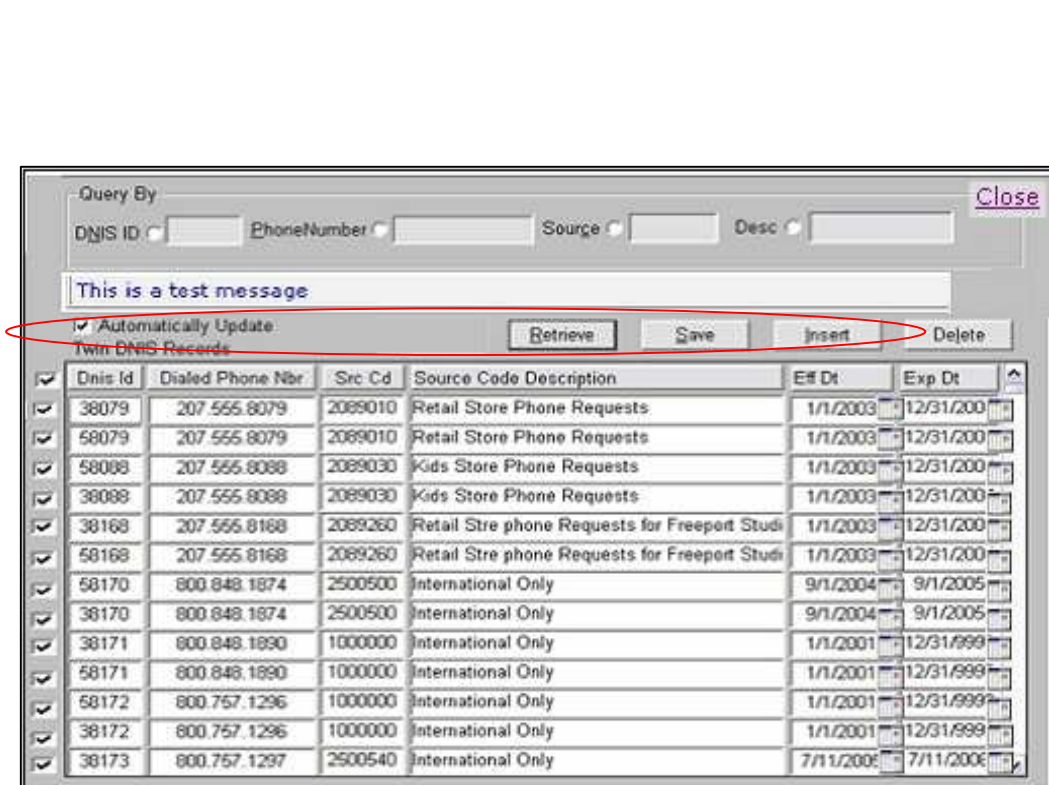 Query By
Close
DNIS ID PhoneNumber Source Desc
This is a test message
Automatically Update
Twin DNIS Records
Retrieve Save Insert Delete
Dnis Id Dialed Phone Nbr Src Cd Source Code Description Eff Dt Exp Dt
38079 207.555.8079 2089010 Retail Store Phone Requests 1/1/2003 12/31/200
58079 207.555.8079 2089010 Retail Store Phone Requests 1/1/2003 12/31/200
58088 207.555.8088 2089030 Kids Store Phone Requests 1/1/2003 12/31/200
38088 207.555.8088 2089030 Kids Store Phone Requests 1/1/2003 12/31/200
38168 207.555.8168 2089260 Retail Stre phone Requests for Freeport Studi 1/1/2003 12/31/200
58168 207.555.8168 2089260 Retail Stre phone Requests for Freeport Studi 1/1/2003 12/31/200
58170 800.848.1874 2500500 International Only 9/1/2004 9/1/2005
38170 800.848.1874 2500500 International Only 9/1/2004 9/1/2005
38171 800.848.1890 1000000 International Only 1/1/2001 12/31/999
58171 800.848.1890 1000000 International Only 1/1/2001 12/31/999
58172 800.757.1296 1000000 International Only 1/1/2001 12/31/999
38172 800.757.1296 1000000 International Only 1/1/2001 12/31/999
38173 800.757.1297 2500540 International Only 7/11/200 7/11/200